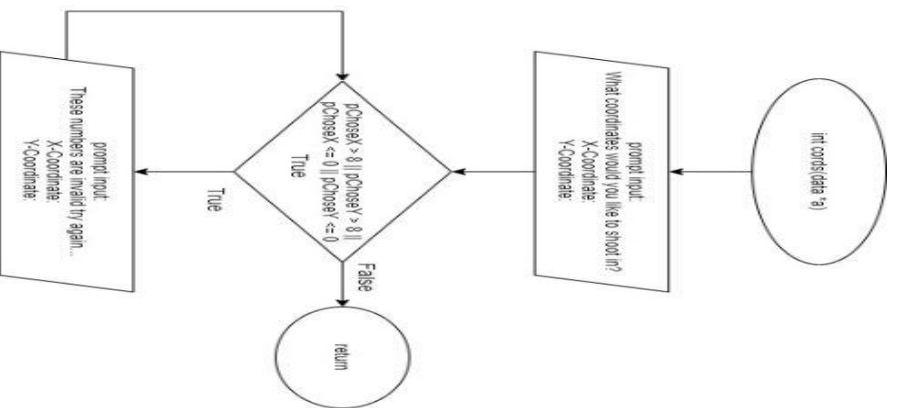 int cords(data *a)
prompt input:
What coordinates would you like to shoot in?
X-Coordinate:
Y-Coordinate:
pChoseX > 8 || pChoseY > 8 ||
pChoseX <= 0 || pChoseY <= 0
True
False
return
True
prompt input:
These numbers are invalid try again...
X-Coordinate:
Y-Coordinate: